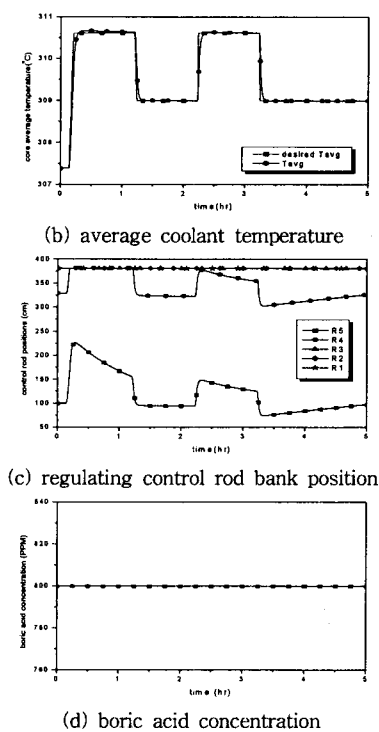 311
310
309
308
307
core average temperature(°C)
0 1 2 3 4 5
time(hr)
desired Tavg
Tavg
(b) average coolant temperature
400
350
300
250
200
150
100
50
control rod positions (cm)
R5
R4
R3
R2
R1
0 1 2 3 4 5
time(hr)
(c) regulating control rod bank position
840
820
800
780
760
boric acid concentration (PPM)
0 1 2 3 4 5
time (hr)
(d) boric acid concentration